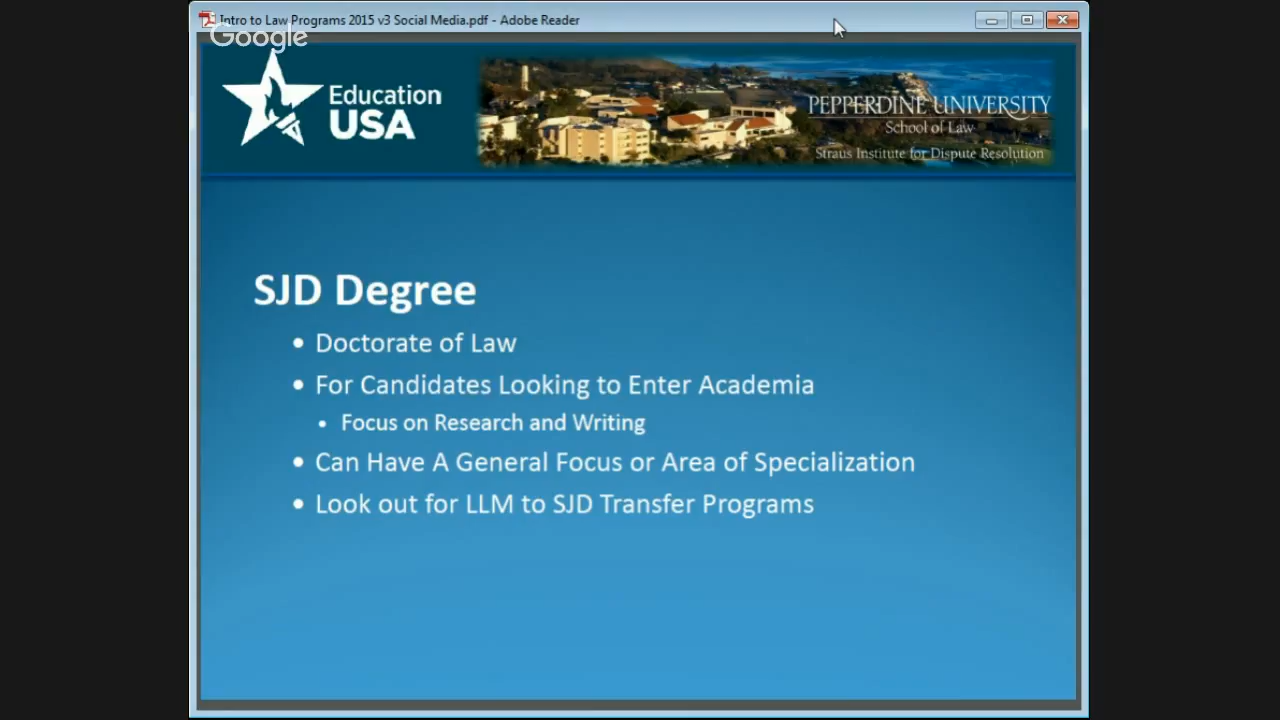 Intro to Law Programs 2015 v3 Social Media.pdf - Adobe Reader
Google
Education
USA
PEPPERDINE UNIVERSITY
School of Law
Straus Institute for Dispute Resolution
SJD Degree
• Doctorate of Law
• For Candidates Looking to Enter Academia
• Focus on Research and Writing
• Can Have A General Focus or Area of Specialization
• Look out for LLM to SJD Transfer Programs